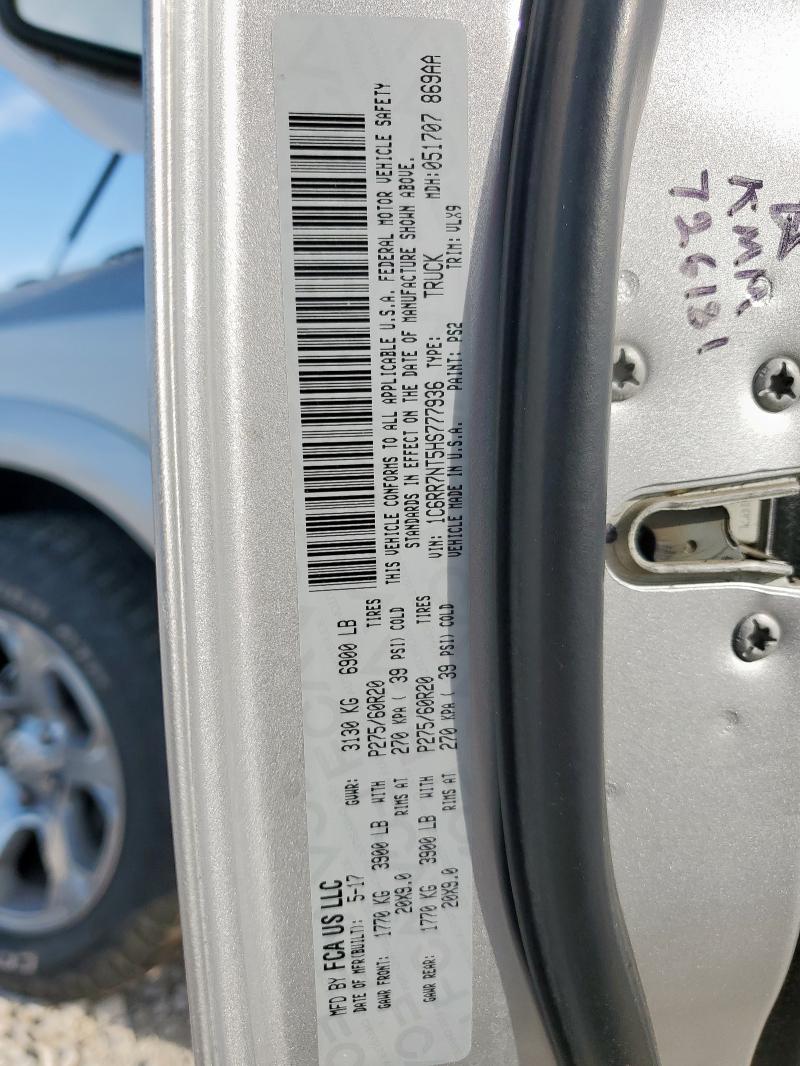 MFD BY FCA US LLC
DATE OF MFR(BUILT): 5-17 GVWR: 3130 KG 6900 LB
GAWR FRONT: 1770 KG 3900 LB WITH P275/60R20 TIRES
20X9.0 RIMS AT 270 KPA ( 39 PSI) COLD
GAWR REAR: 1770 KG 3900 LB WITH P275/60R20 TIRES
20X9.0 RIMS AT 270 KPA ( 39 PSI) COLD
THIS VEHICLE CONFORMS TO ALL APPLICABLE U.S.A. FEDERAL MOTOR VEHICLE SAFETY
STANDARDS IN EFFECT ON THE DATE OF MANUFACTURE SHOWN ABOVE.
VIN: 1C6RR7NT5HS777936 TYPE: TRUCK MDH:051707 869AA
VEHICLE MADE IN U.S.A. PAINT: PS2 TRIM: VLX9
72618!